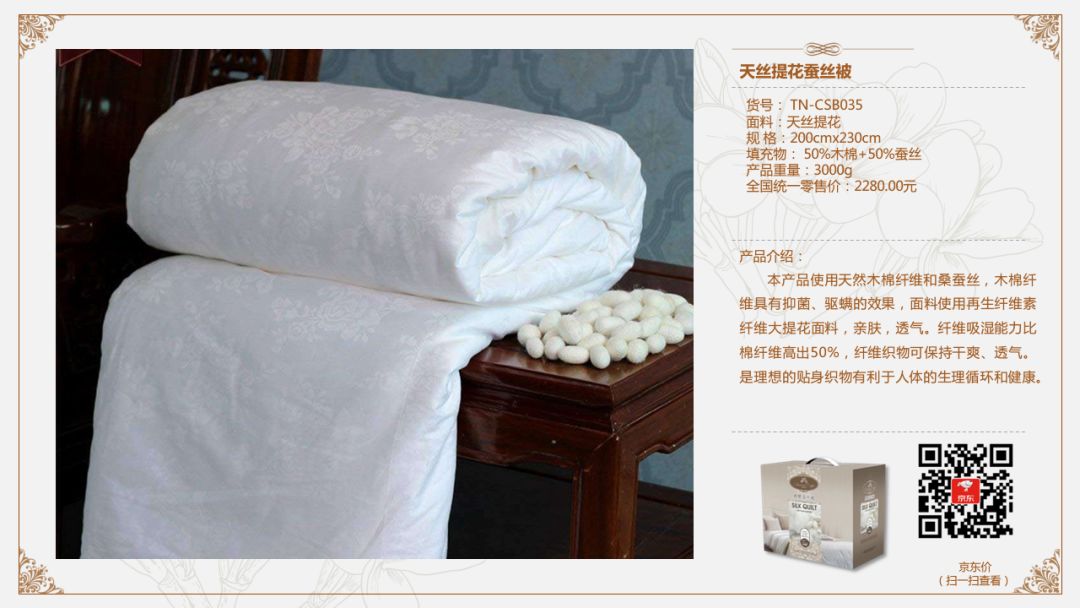 天丝提花蚕丝被
货号： TN-CSB035
面料：天丝提花
规 格：200cmx230cm
填充物： 50%木棉+50%蚕丝
产品重量：3000g
全国统一零售价：2280.00元
产品介绍：
本产品使用天然木棉纤维和桑蚕丝，木棉纤
维具有抑菌、驱螨的效果，面料使用再生纤维素
纤维大提花面料，亲肤，透气。纤维吸湿能力比
棉纤维高出50%，纤维织物可保持干爽、透气。
是理想的贴身织物有利于人体的生理循环和健康。
SILK QUILT
京东
京东价
（扫一扫查看）